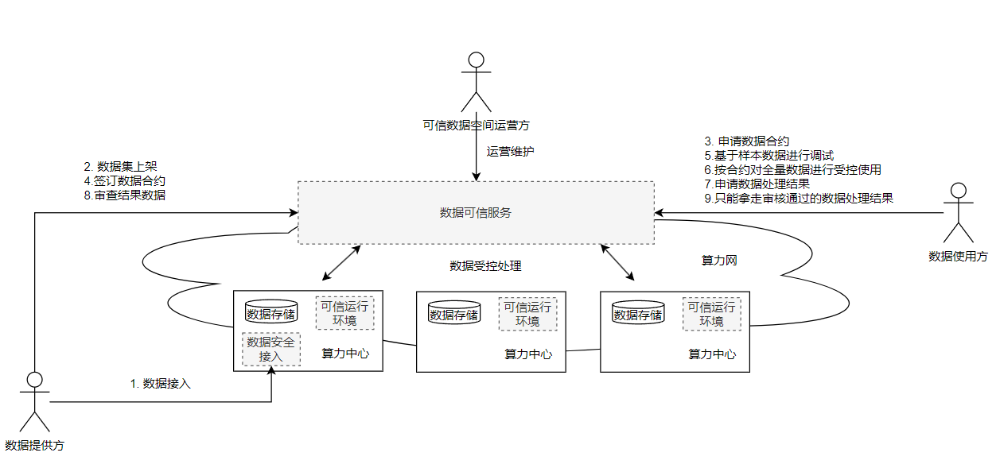 可信数据空间运营方
运营维护
2. 数据集上架
4.签订数据合约
8.审查结果数据
3. 申请数据合约
5.基于样本数据进行调试
6.按合约对全量数据进行受控使用
7.申请数据处理结果
9.只能拿走审核通过的数据处理结果
数据可信服务
数据使用方
数据受控处理
算力网
数据存储
可信运行
环境
数据安全
接入
算力中心
数据存储
可信运行
环境
算力中心
数据存储
可信运行
环境
算力中心
1. 数据接入
数据提供方